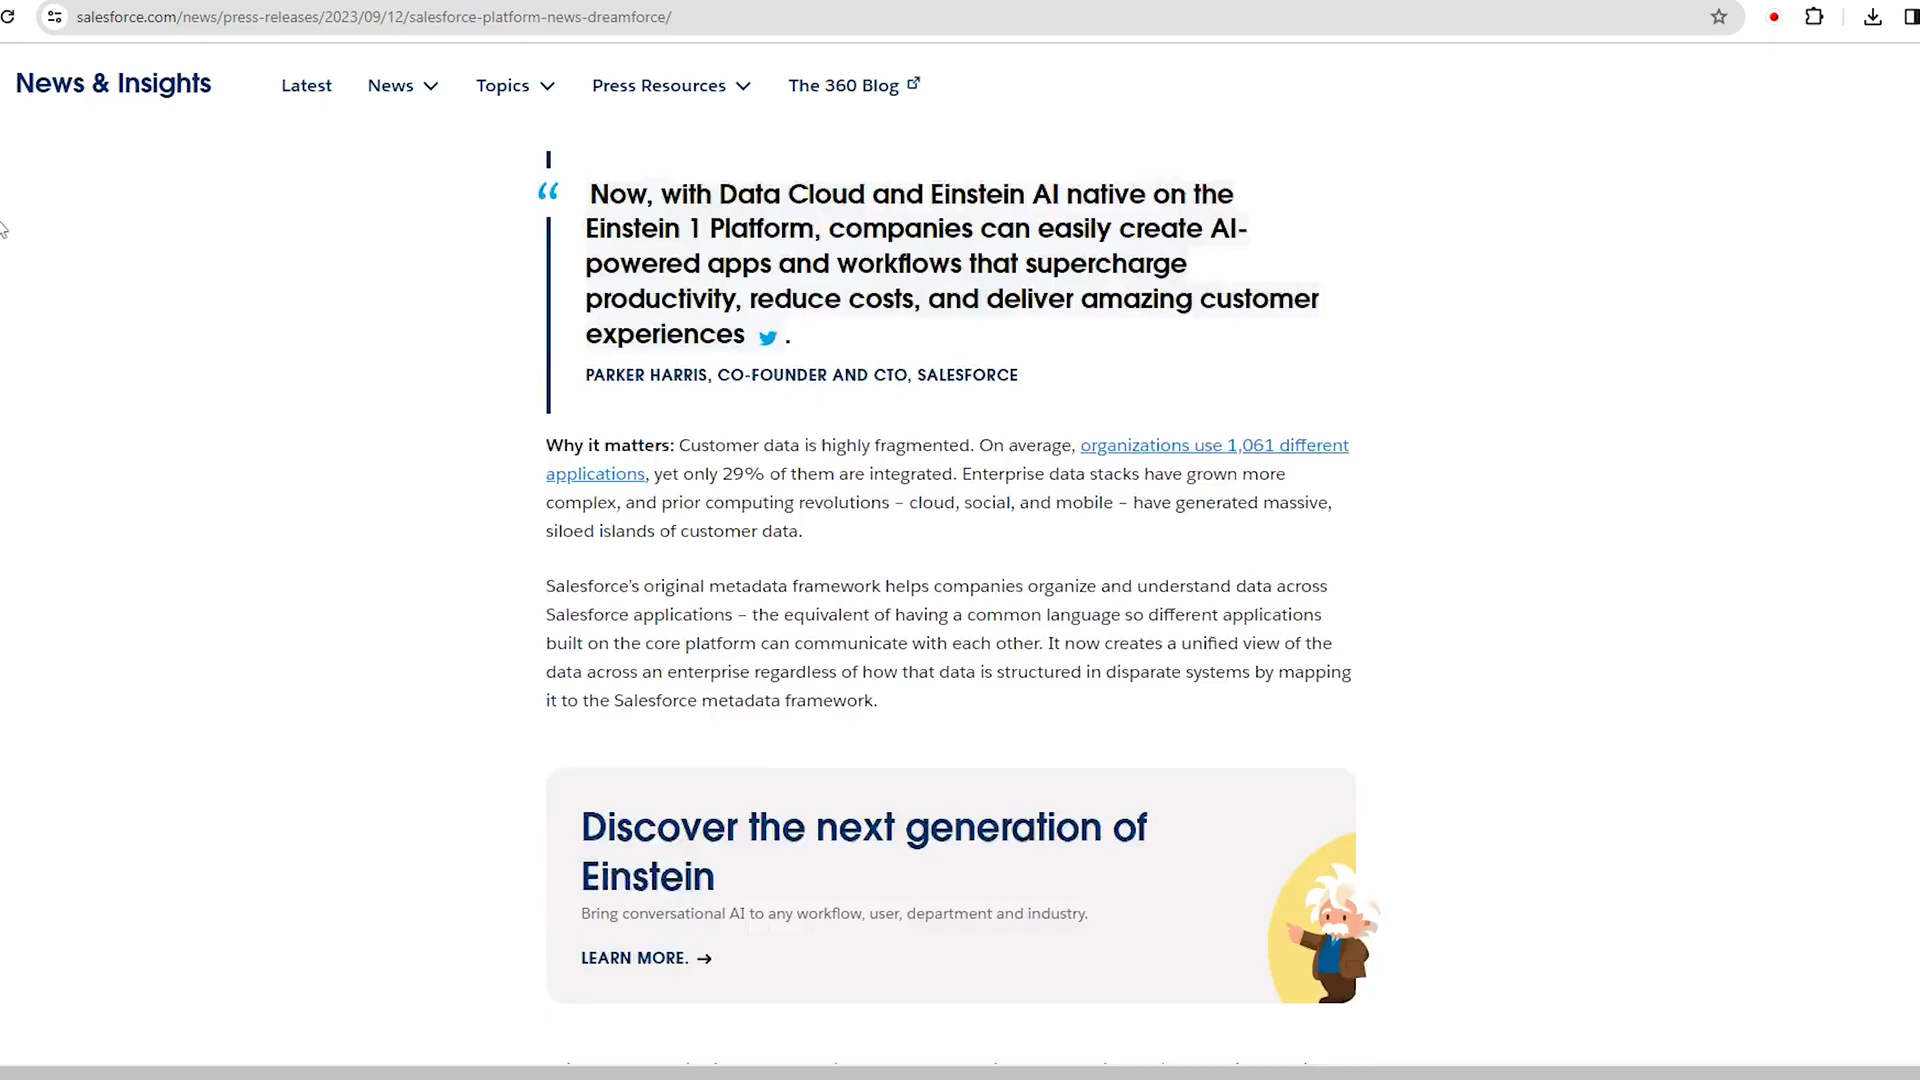 salesforce.com/news/press-releases/2023/09/12/salesforce-platform-news-dreamforce/
News & Insights
Latest
News
Topics
Press Resources
The 360 Blog
“ Now, with Data Cloud and Einstein AI native on the
Einstein 1 Platform, companies can easily create AI-
powered apps and workflows that supercharge
productivity, reduce costs, and deliver amazing customer
experiences .
PARKER HARRIS, CO-FOUNDER AND CTO, SALESFORCE
Why it matters: Customer data is highly fragmented. On average, organizations use 1,061 different
applications, yet only 29% of them are integrated. Enterprise data stacks have grown more
complex, and prior computing revolutions – cloud, social, and mobile – have generated massive,
siloed islands of customer data.
Salesforce’s original metadata framework helps companies organize and understand data across
Salesforce applications – the equivalent of having a common language so different applications
built on the core platform can communicate with each other. It now creates a unified view of the
data across an enterprise regardless of how that data is structured in disparate systems by mapping
it to the Salesforce metadata framework.
Discover the next generation of
Einstein
Bring conversational AI to any workflow, user, department and industry.
LEARN MORE. →